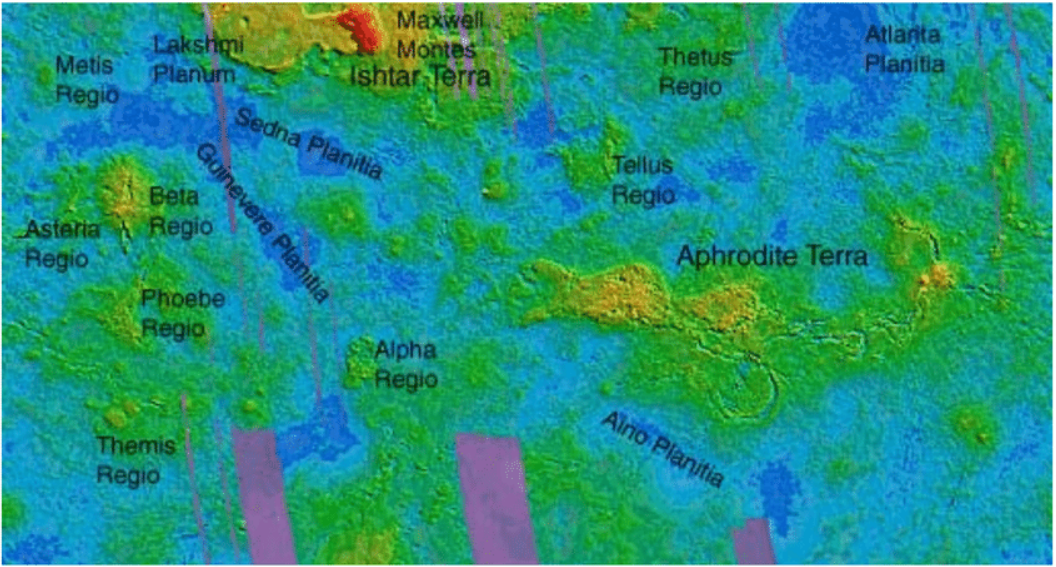 Maxwell
Montes
Ishtar Terra
Lakshmi
Planum
Metis
Regio
Thetus
Regio
Atlanta
Planitia
Sedna Planitia
Guinevere Planitia
Tellus
Regio
Beta
Regio
Asteria
Regio
Aphrodite Terra
Phoebe
Regio
Alpha
Regio
Themis
Regio
Aino Planitia